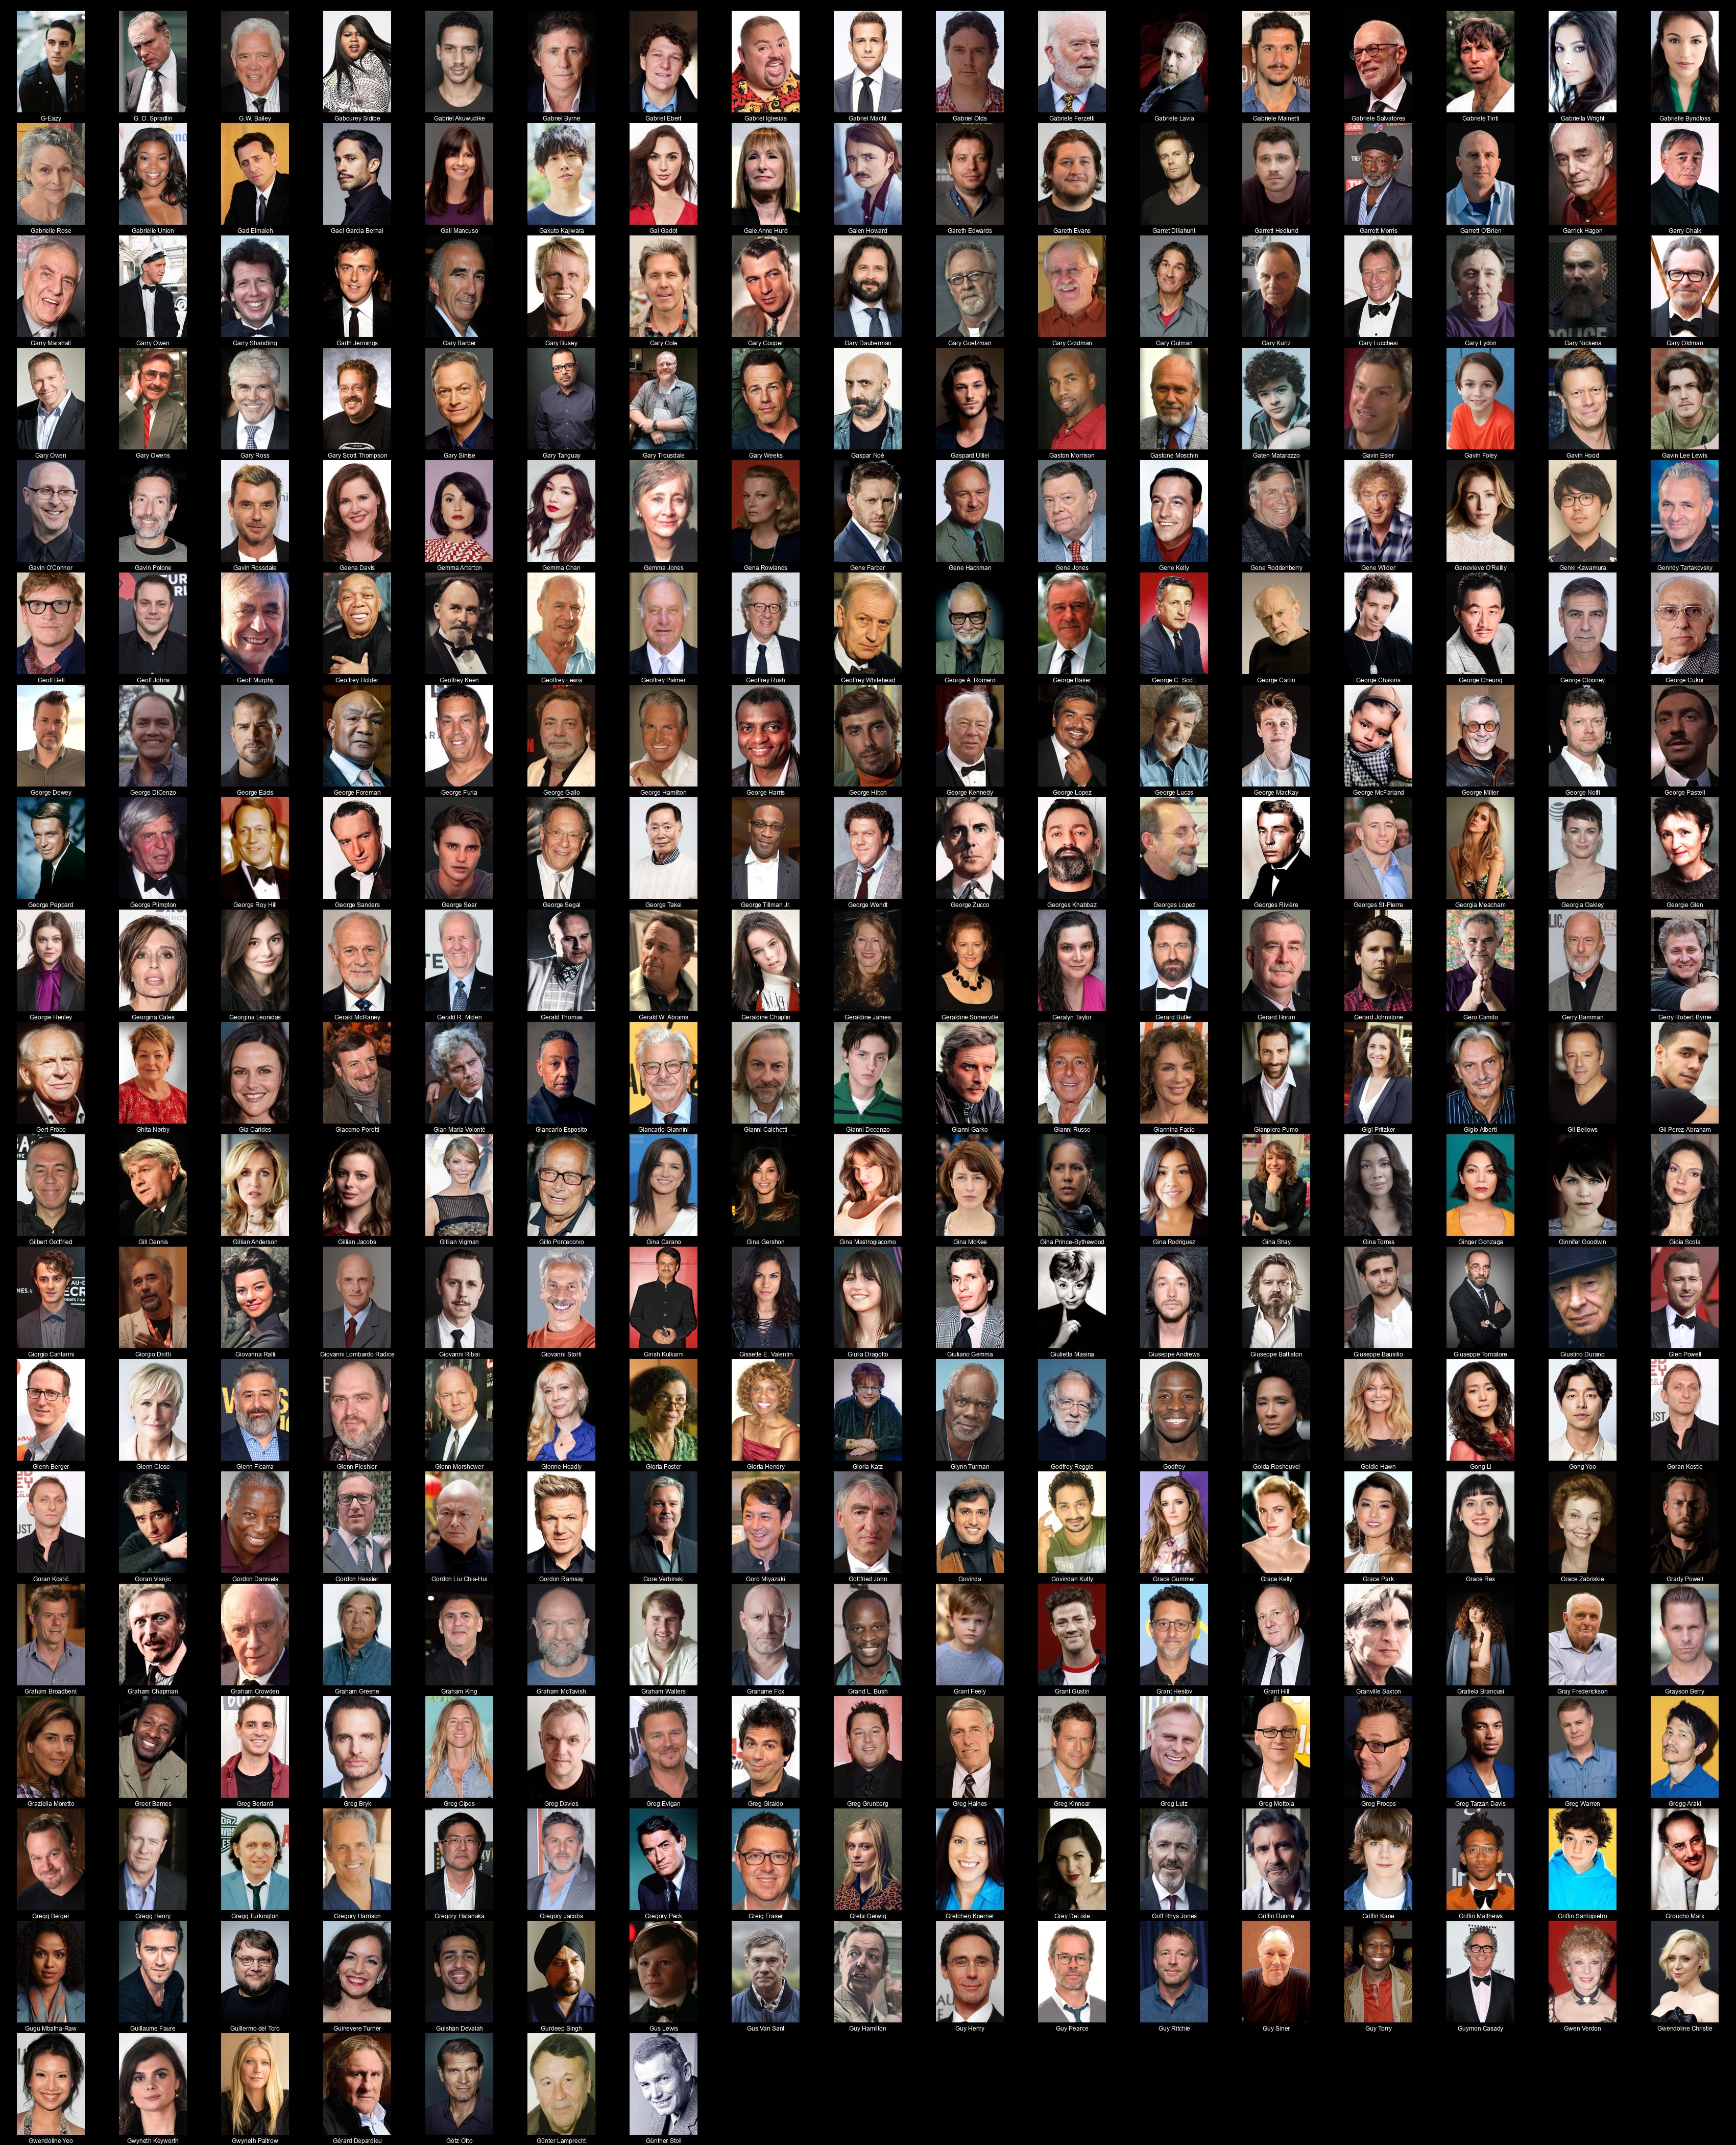 G-Eazy G. D. Spradlin G.W. Bailey Gabourey Sidibe Gabriel Akuwudike Gabriel Byrne Gabriel Ebert Gabriel Iglesias Gabriel Macht Gabriel Olds Gabriele Ferzetti Gabriele Lavia Gabriele Mainetti Gabriele Salvatores Gabriele Tinti Gabriella Wright Gabrielle Byndloss
Gabrielle Rose Gabrielle Union Gad Elmaleh Gael García Bernal Gail Mancuso Gakuto Kajiwara Gal Gadot Gale Anne Hurd Galen Howard Gareth Edwards Gareth Evans Garret Dillahunt Garrett Hedlund Garrett Morris Garrett O'Brien Garrick Hagon Garry Chalk
Garry Marshall Garry Owen Garry Shandling Garth Jennings Gary Barber Gary Busey Gary Cole Gary Cooper Gary Dauberman Gary Goetzman Gary Goldman Gary Gulman Gary Kurtz Gary Lucchesi Gary Lydon Gary Nickens Gary Oldman
Gary Owen Gary Owens Gary Ross Gary Scott Thompson Gary Sinise Gary Tanguay Gary Trousdale Gary Weeks Gaspar Noé Gaspard Ulliel Gaston Morrison Gastone Moschin Gaten Matarazzo Gavin Esler Gavin Foley Gavin Hood Gavin Lee Lewis
Gavin O'Connor Gavin Polone Gavin Rossdale Geena Davis Gemma Arterton Gemma Chan Gemma Jones Gena Rowlands Gene Farber Gene Hackman Gene Jones Gene Kelly Gene Roddenberry Gene Wilder Genevieve O'Reilly Genki Kawamura Genndy Tartakovsky
Geoff Bell Geoff Johns Geoff Murphy Geoffrey Holder Geoffrey Keen Geoffrey Lewis Geoffrey Palmer Geoffrey Rush Geoffrey Whitehead George A. Romero George Baker George C. Scott George Carlin George Chakiris George Cheung George Clooney George Cukor
George Dewey George DiCenzo George Eads George Foreman George Furla George Gallo George Hamilton George Harris George Hilton George Kennedy George Lopez George Lucas George MacKay George McFarland George Miller George Nolfi George Pastell
George Peppard George Plimpton George Roy Hill George Sanders George Sear George Segal George Takei George Tillman Jr. George Wendt George Zucco Georges Khabbaz Georges Lopez Georges Rivière Georges St-Pierre Georgia Meacham Georgia Oakley Georgie Glen
Georgie Henley Georgina Cates Georgina Leonidas Gerald McRaney Gerald R. Molen Gerald Thomas Gerald W. Abrams Geraldine Chaplin Geraldine James Geraldine Somerville Geralyn Taylor Gerard Butler Gerard Horan Gerard Johnstone Gero Camilo Gerry Bamman Gerry Robert Byrne
Gert Fröbe Ghita Nørby Gia Carides Giacomo Poretti Gian Maria Volonté Giancarlo Esposito Giancarlo Giannini Gianni Calchetti Gianni Decenzo Gianni Garko Gianni Russo Giannina Facio Gianpiero Pumo Gigi Pritzker Gigio Alberti Gil Bellows Gil Perez-Abraham
Gilbert Gottfried Gill Dennis Gillian Anderson Gillian Jacobs Gillian Vigman Gillo Pontecorvo Gina Carano Gina Gershon Gina Mastrogiacomo Gina McKee Gina Prince-Bythewood Gina Rodriguez Gina Shay Gina Torres Ginger Gonzaga Ginnifer Goodwin Gioia Scola
Giorgio Cantarini Giorgio Diritti Giovanna Ralli Giovanni Lombardo Radice Giovanni Ribisi Giovanni Storti Girish Kulkarni Gissette E. Valentin Giulia Dragotto Giuliano Gemma Giulietta Masina Giuseppe Andrews Giuseppe Battiston Giuseppe Bausilio Giuseppe Tornatore Giustino Durano Glen Powell
Glenn Berger Glenn Close Glenn Ficarra Glenn Fleshler Glenn Morshower Glenne Headly Gloria Foster Gloria Hendry Gloria Katz Glynn Turman Godfrey Reggio Godfrey Golda Rosheuvel Goldie Hawn Gong Li Gong Yoo Goran Kostic
Goran Kostić Goran Visnjic Gordon Danniels Gordon Hessler Gordon Liu Chia-Hui Gordon Ramsay Gore Verbinski Goro Miyazaki Gottfried John Govinda Govindan Kutty Grace Gummer Grace Kelly Grace Park Grace Rex Grace Zabriskie Grady Powell
Graham Broadbent Graham Chapman Graham Crowden Graham Greene Graham King Graham McTavish Graham Walters Grahame Fox Grand L. Bush Grant Feely Grant Gustin Grant Heslov Grant Hill Granville Saxton Gratiela Brancusi Gray Frederickson Grayson Berry
Graziella Moretto Greer Barnes Greg Berlanti Greg Bryk Greg Cipes Greg Davies Greg Evigan Greg Giraldo Greg Grunberg Greg Haines Greg Kinnear Greg Lutz Greg Mottola Greg Proops Greg Tarzan Davis Greg Warren Gregg Araki
Gregg Berger Gregg Henry Gregg Turkington Gregory Harrison Gregory Hatanaka Gregory Jacobs Gregory Peck Greig Fraser Greta Gerwig Gretchen Koerner Grey DeLisle Griff Rhys Jones Griffin Dunne Griffin Kane Griffin Matthews Griffin Santopietro Groucho Marx
Gugu Mbatha-Raw Guillaume Faure Guillermo del Toro Guinevere Turner Gulshan Devaiah Gurdeep Singh Gus Lewis Gus Van Sant Guy Hamilton Guy Henry Guy Pearce Guy Ritchie Guy Siner Guy Torry Guymon Casady Gwen Verdon Gwendoline Christie
Gwendoline Yeo Gwyneth Keyworth Gwyneth Paltrow Gérard Depardieu Götz Otto Günter Lamprecht Günther Stoll